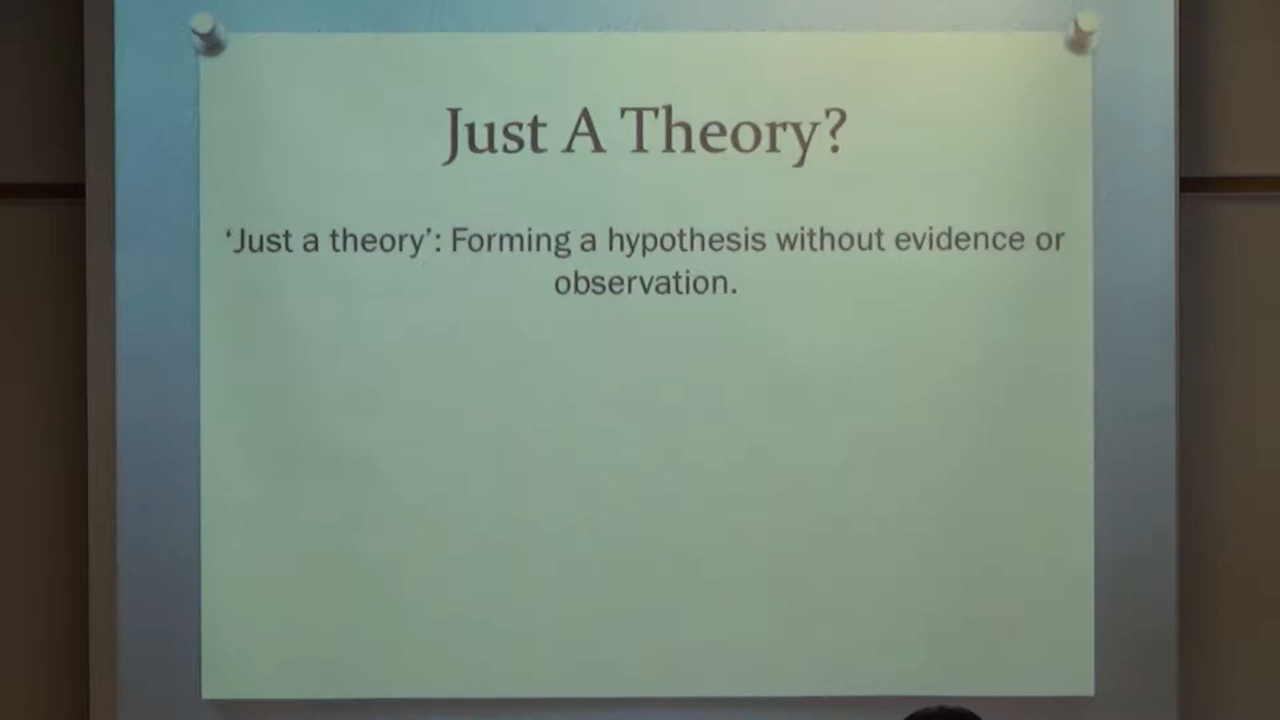 Just A Theory?
‘Just a theory’: Forming a hypothesis without evidence or
observation.